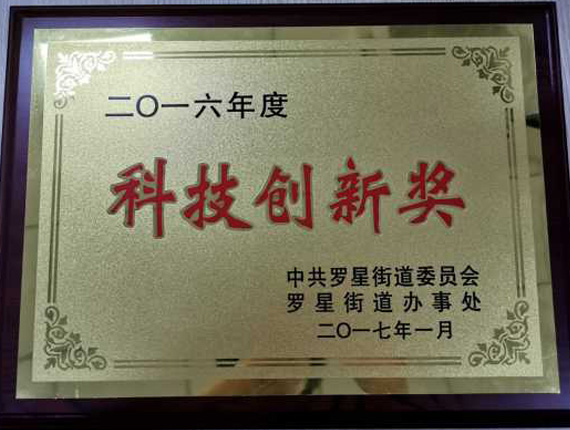 二〇一六年度
科技创新奖
中共罗星街道委员会
罗星街道办事处
二〇一七年一月